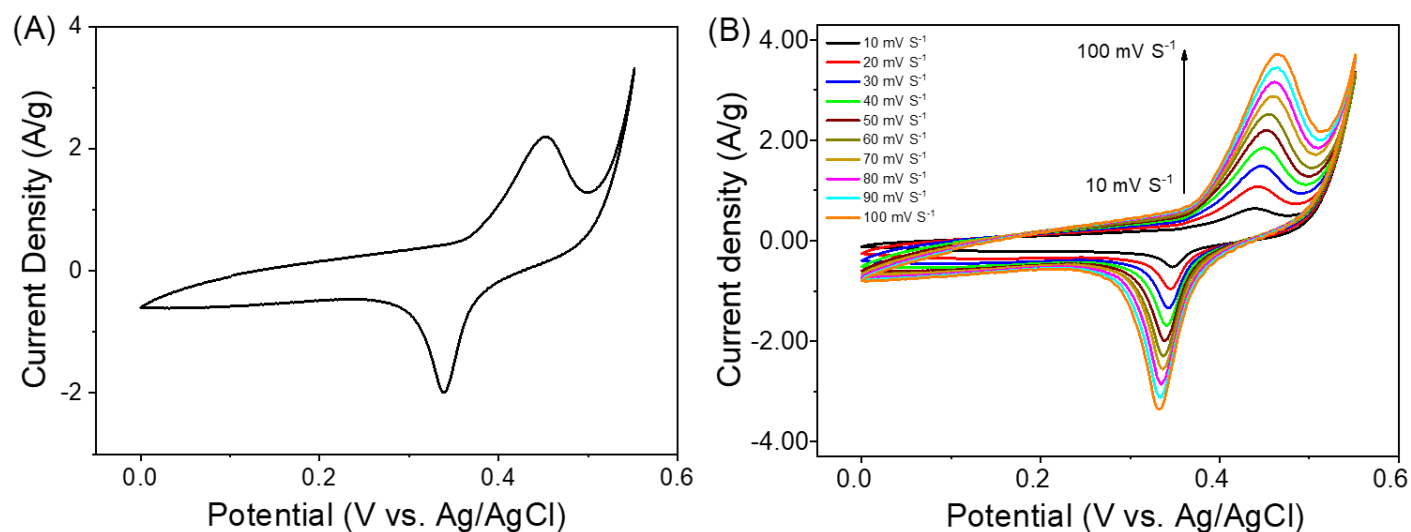 (A)
Current Density (A/g)
4
2
0
-2
0.0
0.2
0.4
0.6
Potential (V vs. Ag/AgCl)
(B)
Current density (A/g)
4.00
2.00
0.00
-2.00
-4.00
10 mV S⁻¹
20 mV S⁻¹
30 mV S⁻¹
40 mV S⁻¹
50 mV S⁻¹
60 mV S⁻¹
70 mV S⁻¹
80 mV S⁻¹
90 mV S⁻¹
100 mV S⁻¹
100 mV S⁻¹
10 mV S⁻¹
0.0
0.2
0.4
0.6
Potential (V vs. Ag/AgCl)